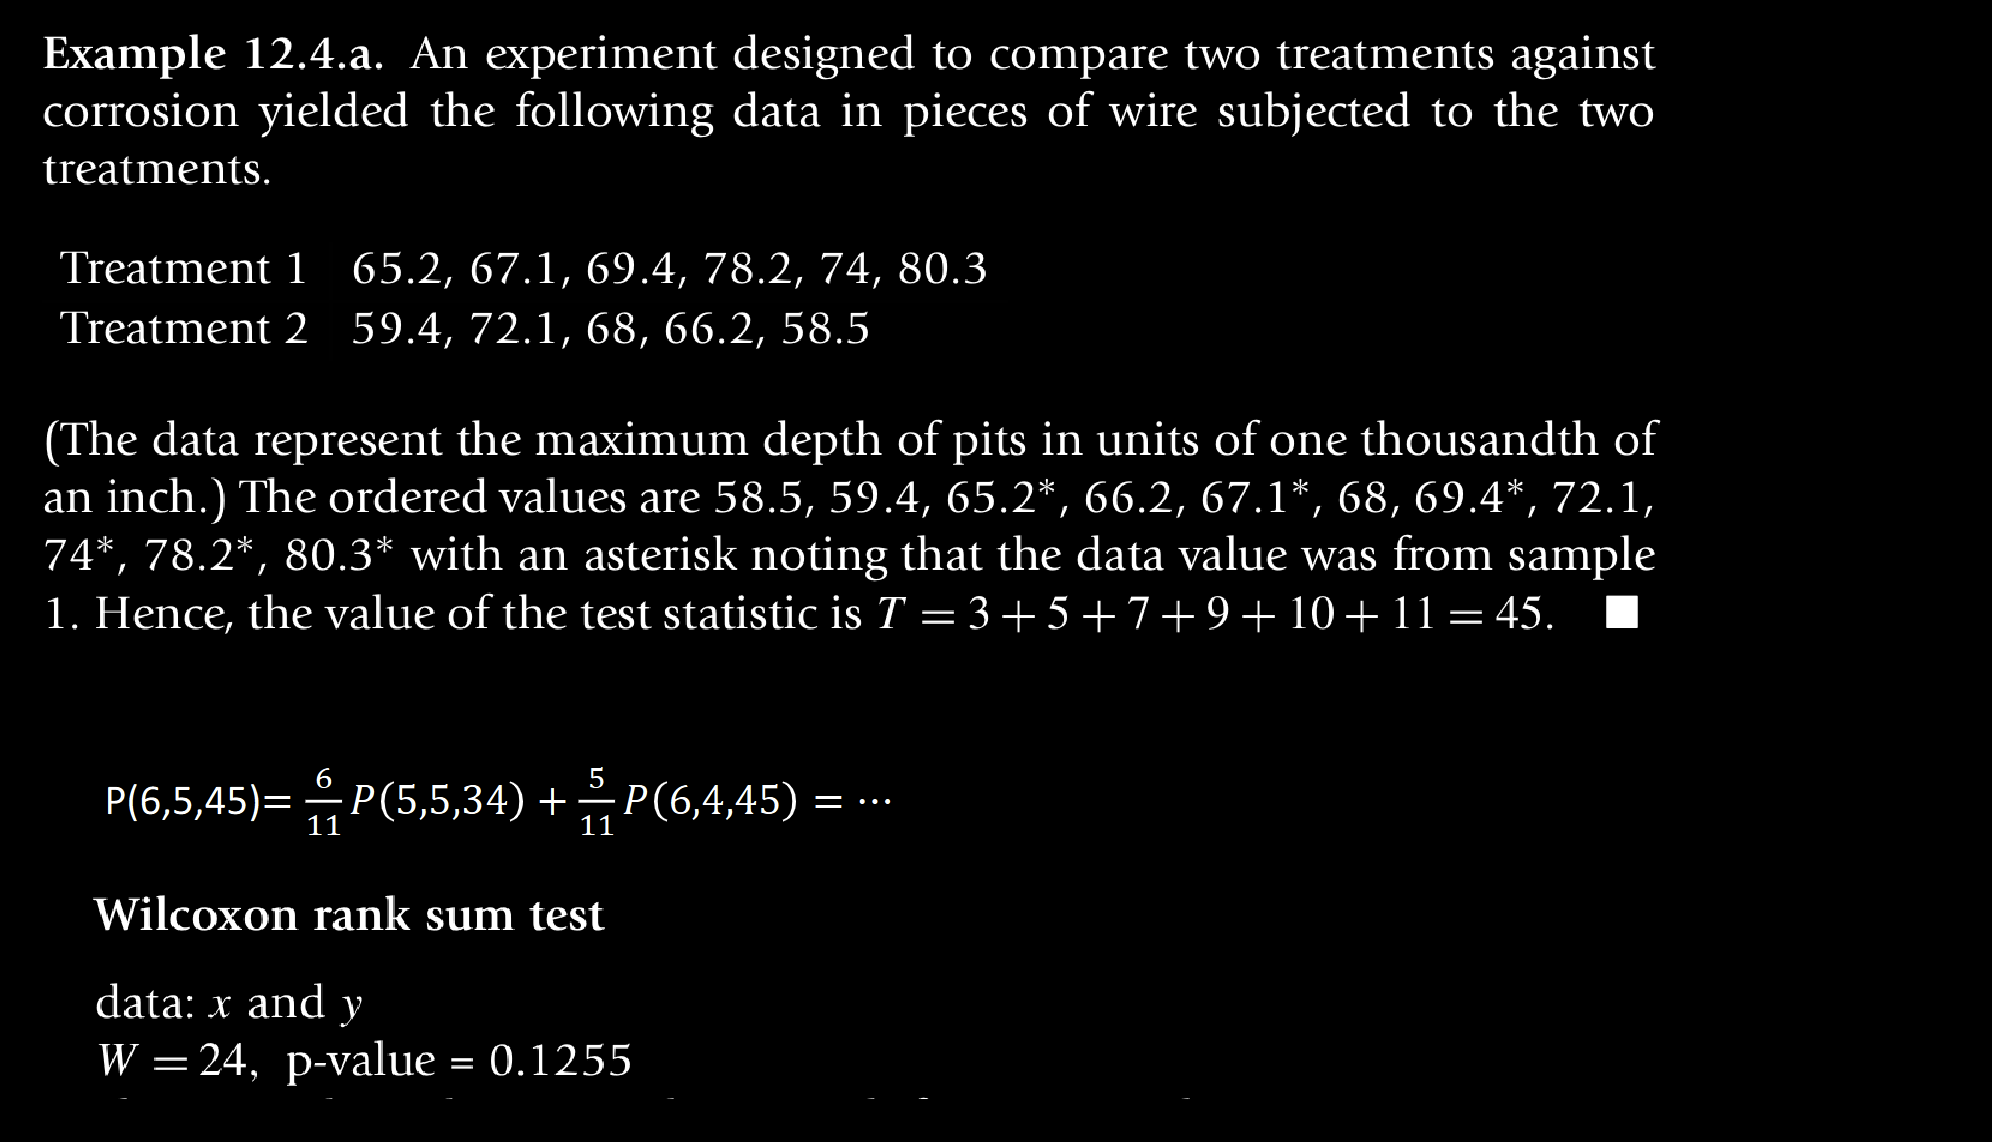 Example 12.4.a. An experiment designed to compare two treatments against
corrosion yielded the following data in pieces of wire subjected to the two
treatments.
Treatment 1 65.2, 67.1, 69.4, 78.2, 74, 80.3
Treatment 2 59.4, 72.1, 68, 66.2, 58.5
(The data represent the maximum depth of pits in units of one thousandth of
an inch.) The ordered values are 58.5, 59.4, 65.2*, 66.2, 67.1*, 68, 69.4*, 72.1,
74*, 78.2*, 80.3* with an asterisk noting that the data value was from sample
1. Hence, the value of the test statistic is T = 3 + 5 + 7 + 9 + 10 + 11 = 45. ■
P(6,5,45)= 6/11 P(5,5,34) + 5/11 P(6,4,45) = ⋯
Wilcoxon rank sum test
data: x and y
W = 24, p-value = 0.1255